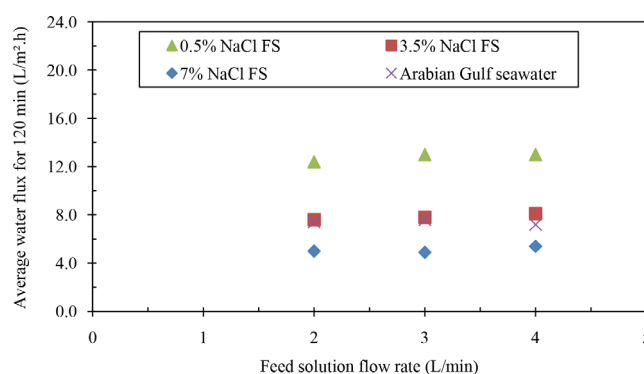 24.0
20.0
16.0
12.0
8.0
4.0
0.0
Average water flux for 120 min (L/m².h)
0.5% NaCl FS
3.5% NaCl FS
7% NaCl FS
Arabian Gulf seawater
0 1 2 3 4
Feed solution flow rate (L/min)